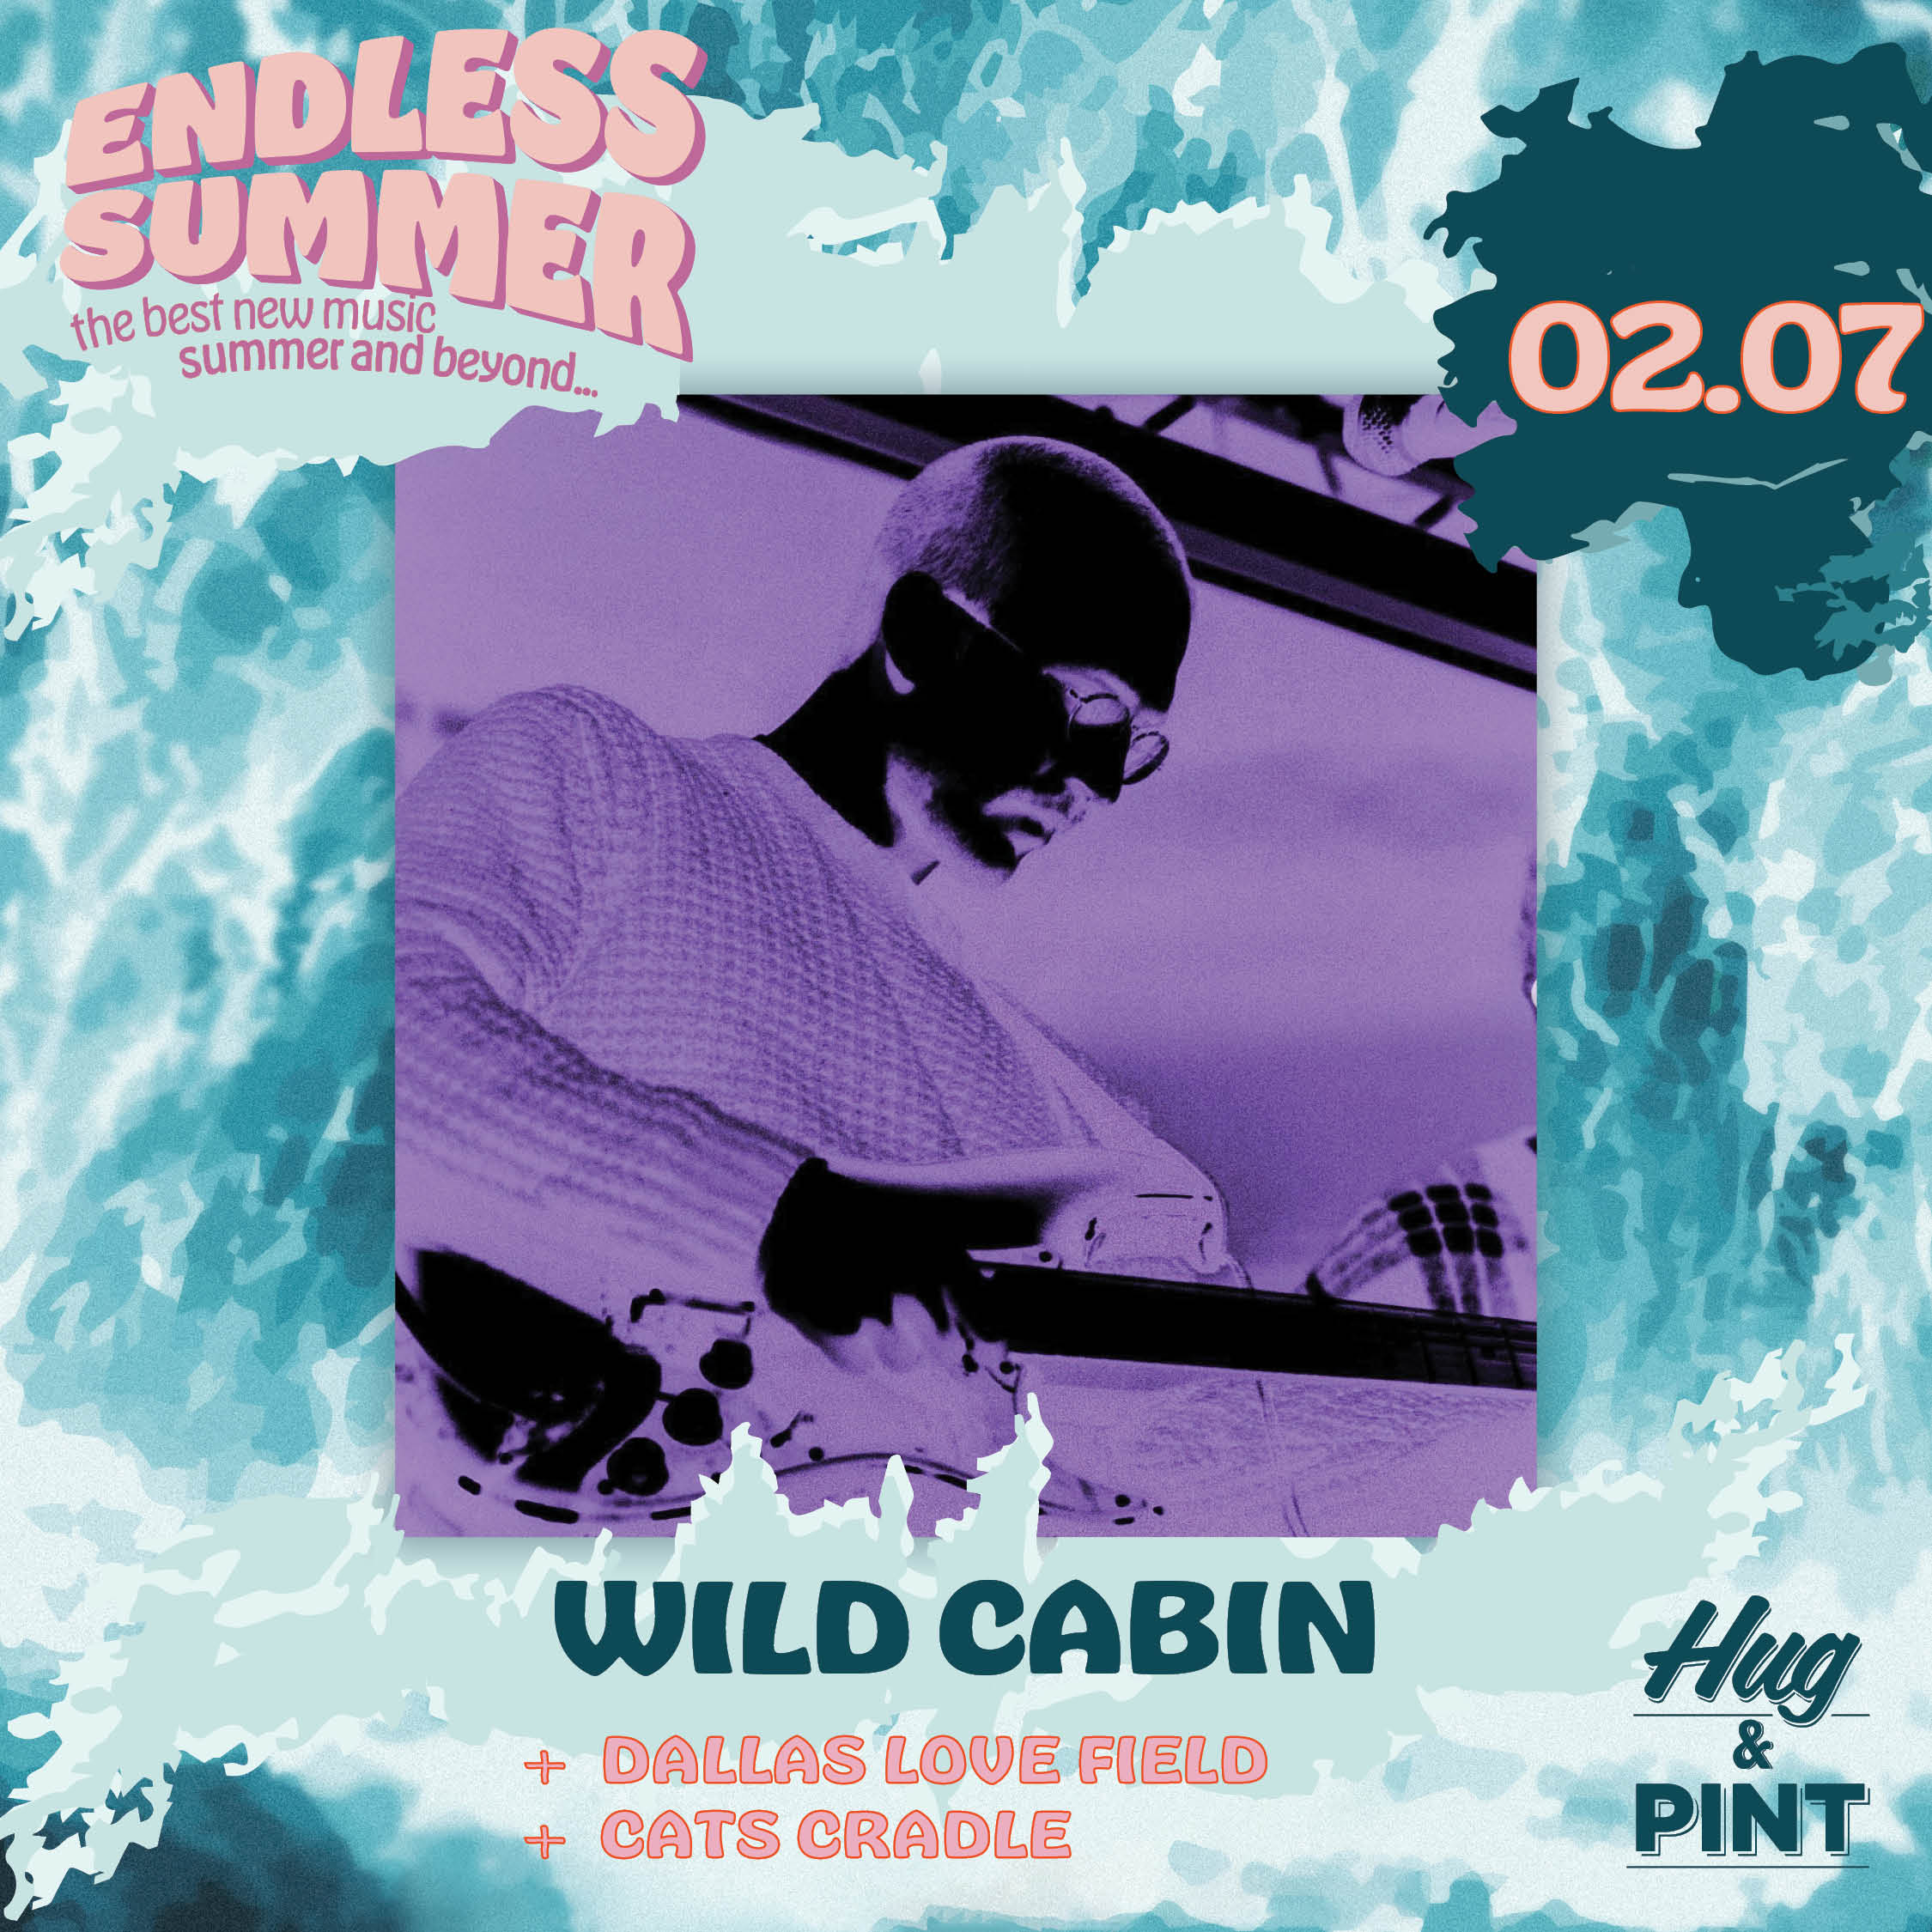 ENDLESS
SUMMER
the best new music
summer and beyond...
02.07
WILD CABIN
+ DALLAS LOVE FIELD
+ CATS CRADLE
Hug
&
PINT